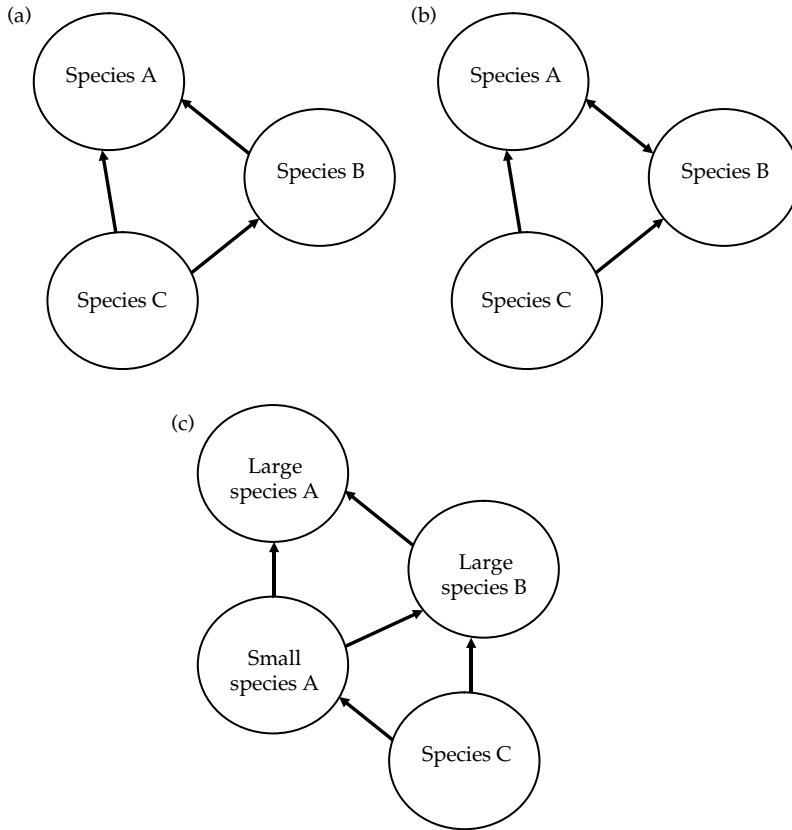 (a)
Species A
Species B
Species C
(b)
Species A
Species B
Species C
(c)
Large
species A
Large
species B
Small
species A
Species C